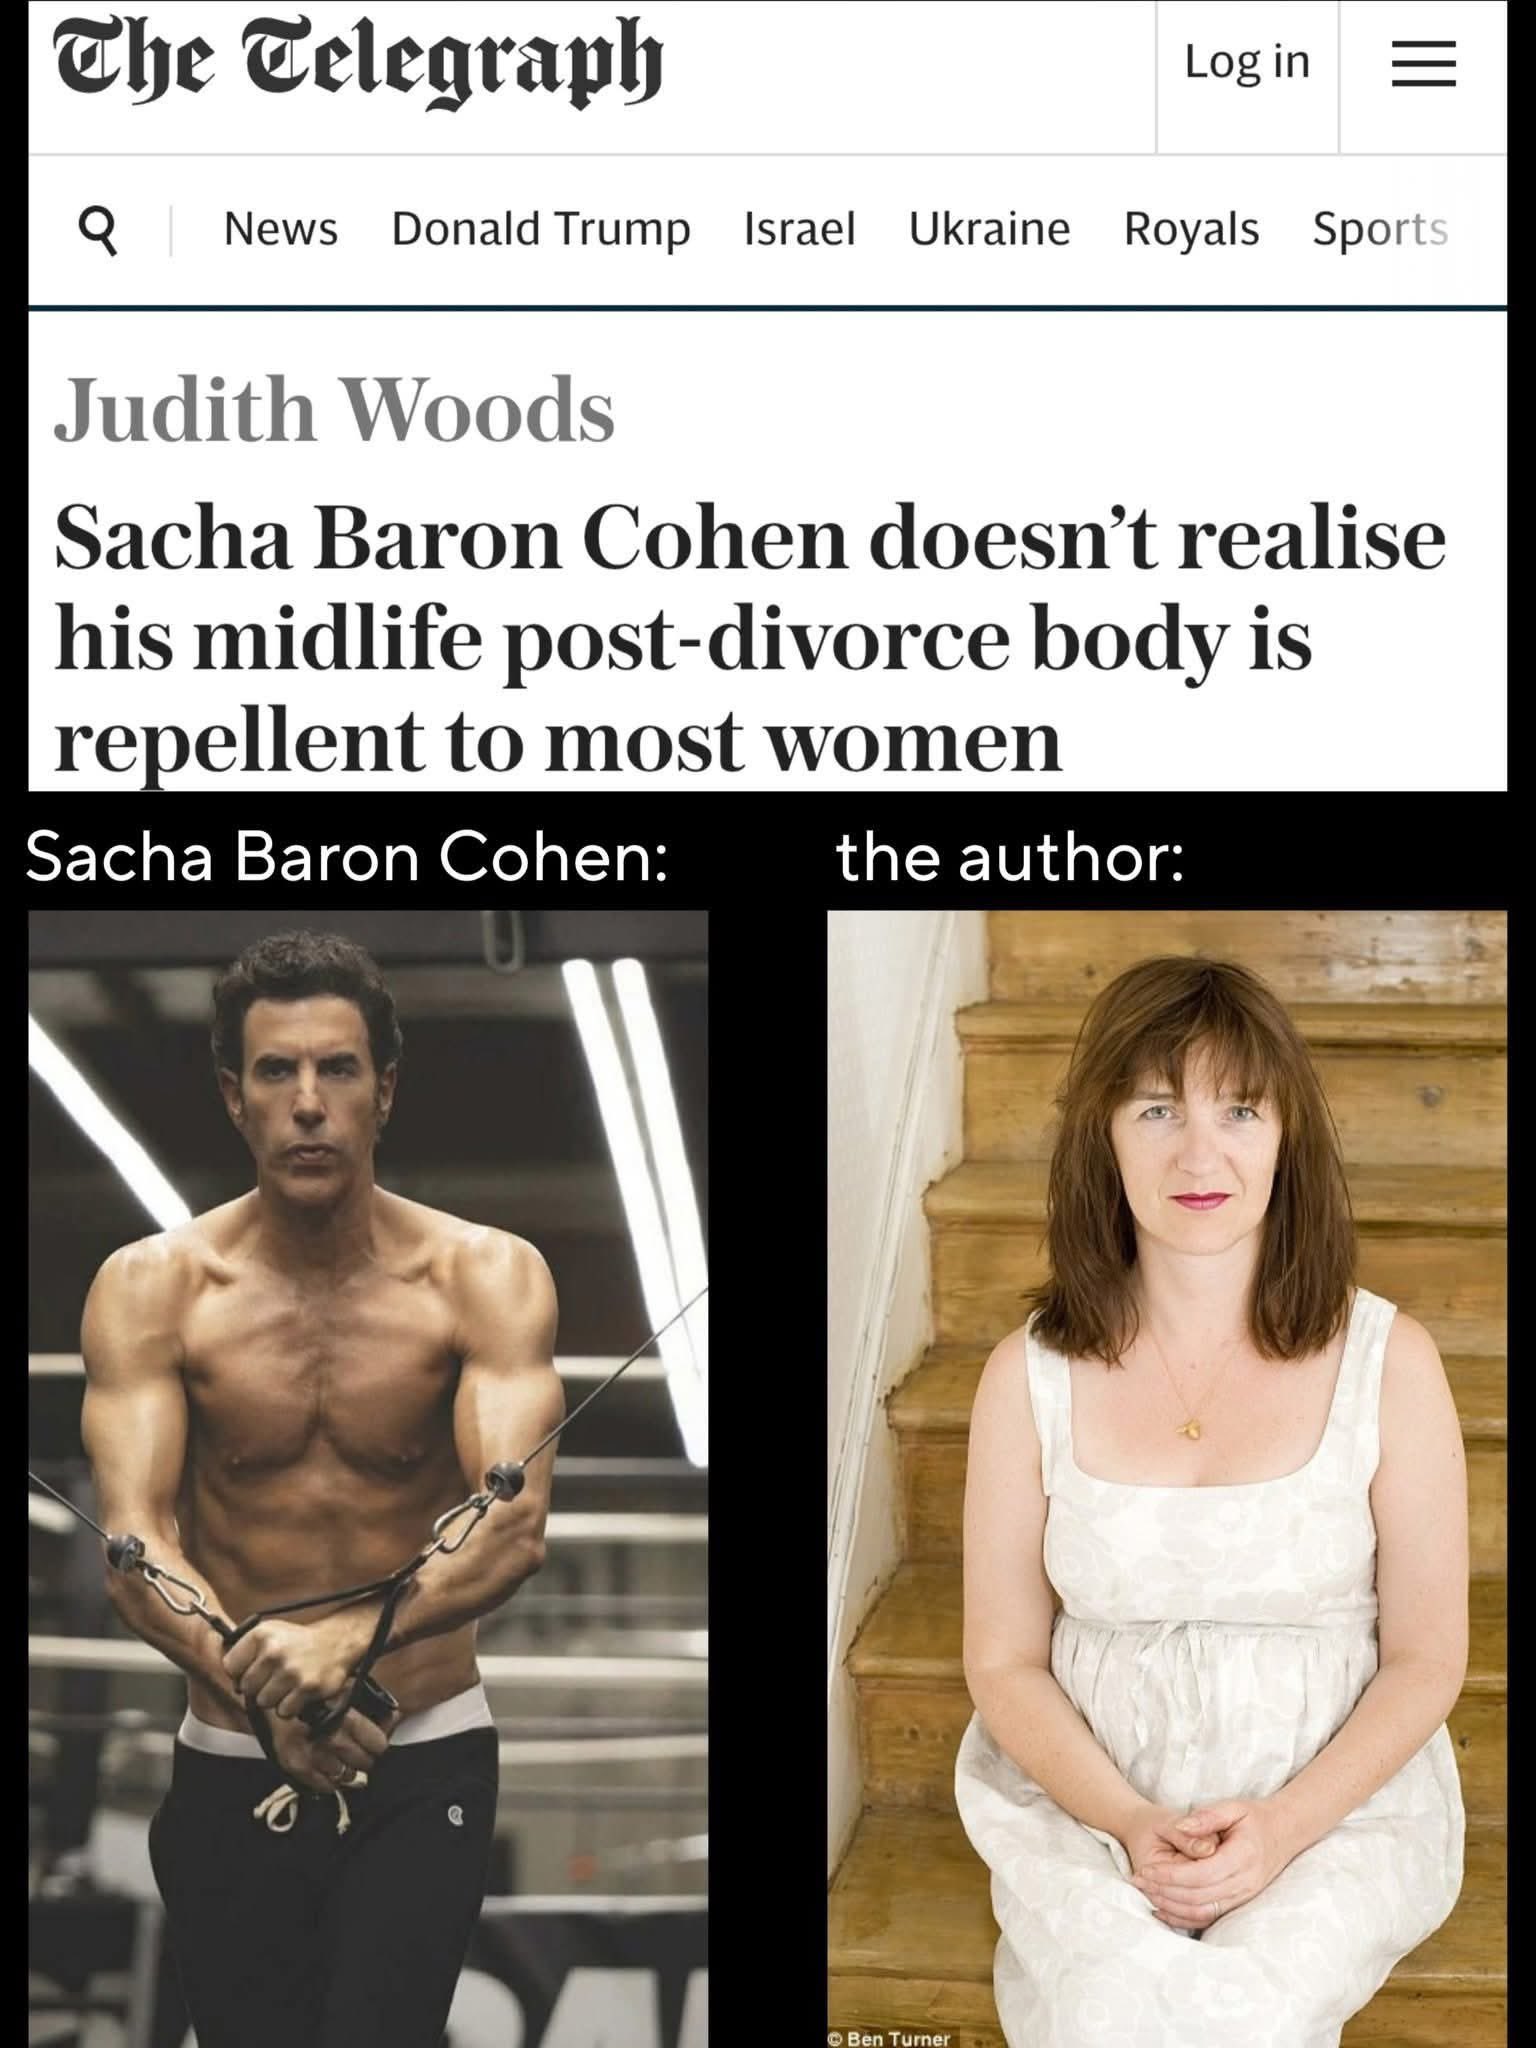 The Telegraph
Log in
News Donald Trump Israel Ukraine Royals Sports
Judith Woods
Sacha Baron Cohen doesn’t realise
his midlife post-divorce body is
repellent to most women
Sacha Baron Cohen:
the author:
© Ben Turner